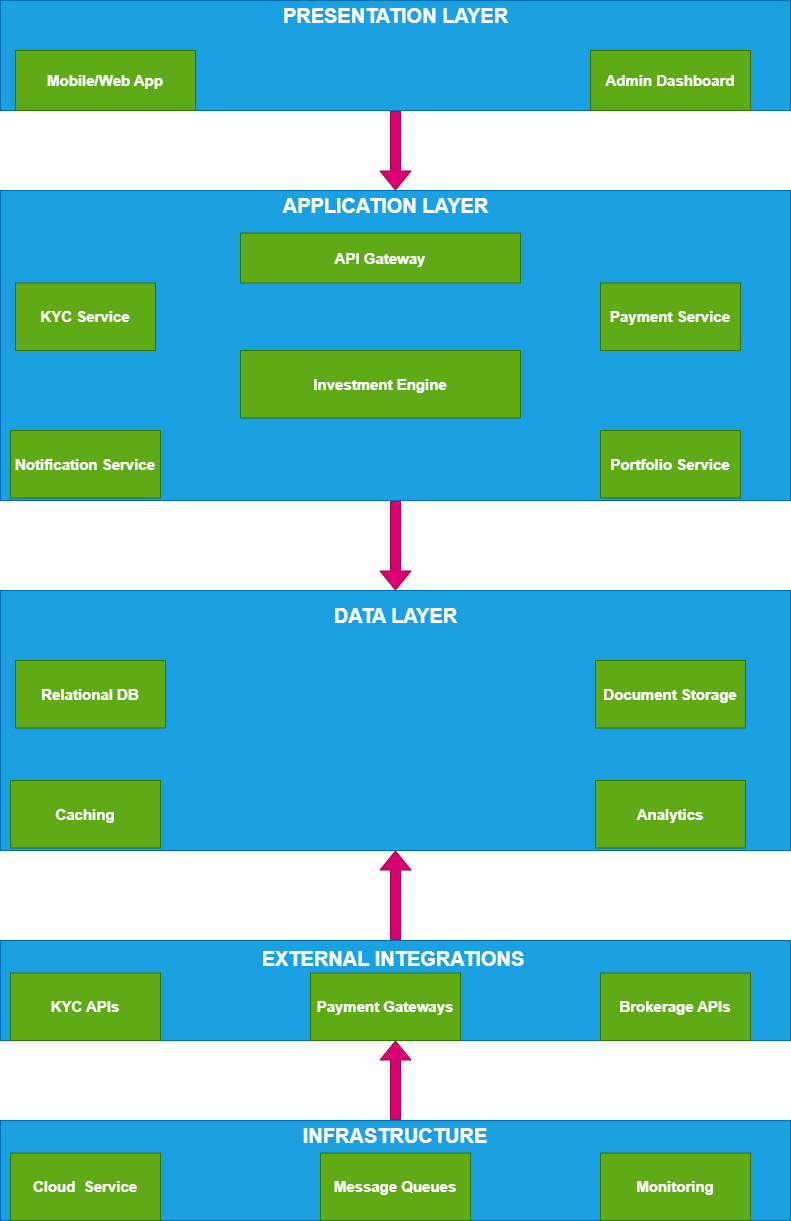 PRESENTATION LAYER
Mobile/Web App
Admin Dashboard
APPLICATION LAYER
API Gateway
KYC Service
Payment Service
Investment Engine
Notification Service
Portfolio Service
DATA LAYER
Relational DB
Document Storage
Caching
Analytics
EXTERNAL INTEGRATIONS
KYC APIs
Payment Gateways
Brokerage APIs
INFRASTRUCTURE
Cloud  Service
Message Queues
Monitoring